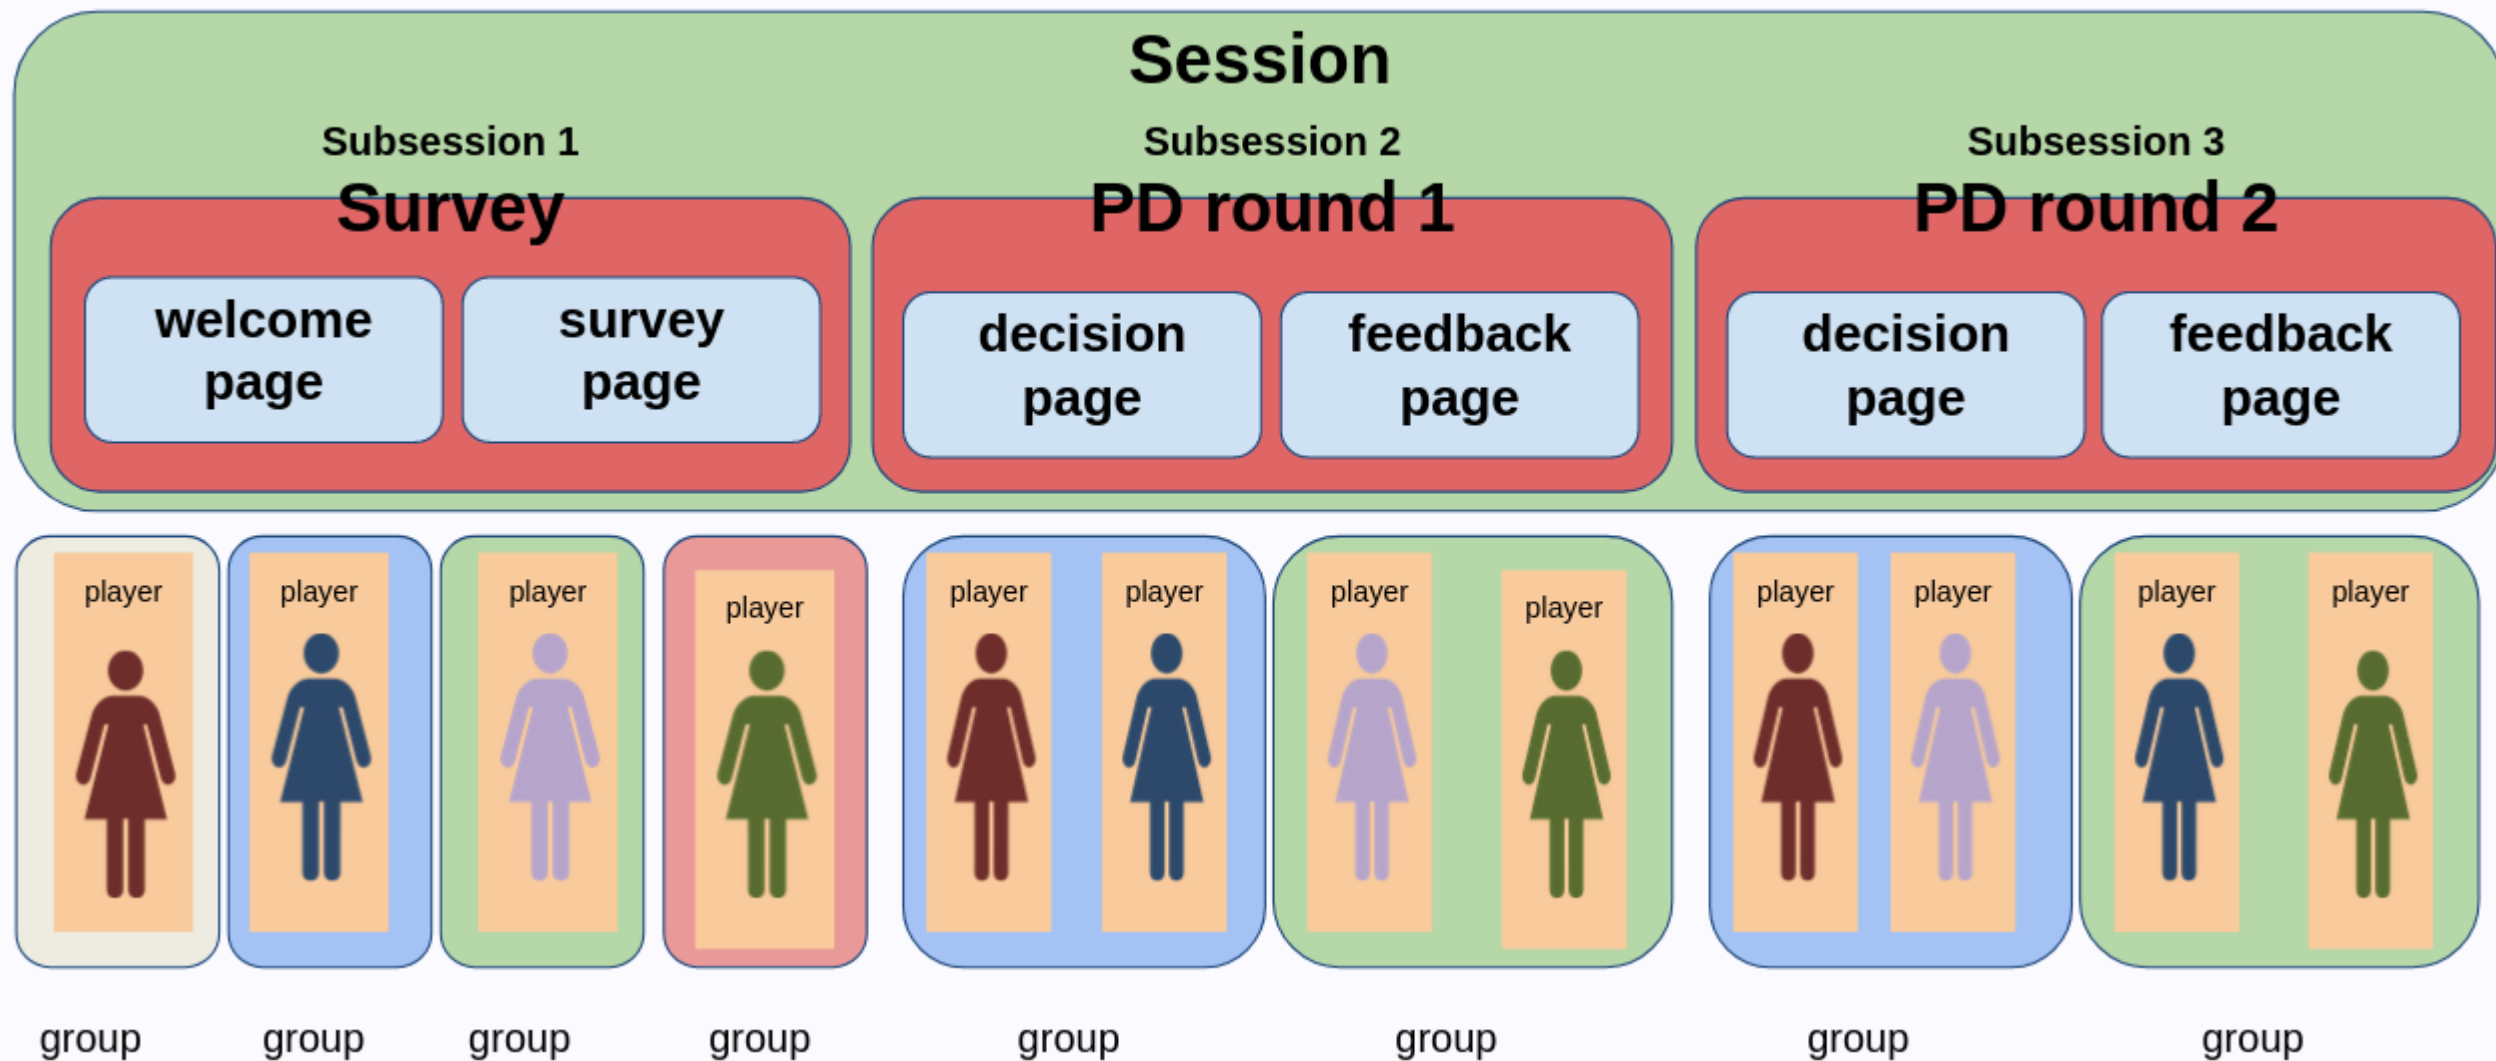 Session
Subsession 1
Subsession 2
Subsession 3
Survey
PD round 1
PD round 2
welcome
page
survey
page
decision
page
feedback
page
decision
page
feedback
page
player
player
player
player
player
player
player
player
player
player
player
player
group
group
group
group
group
group
group
group